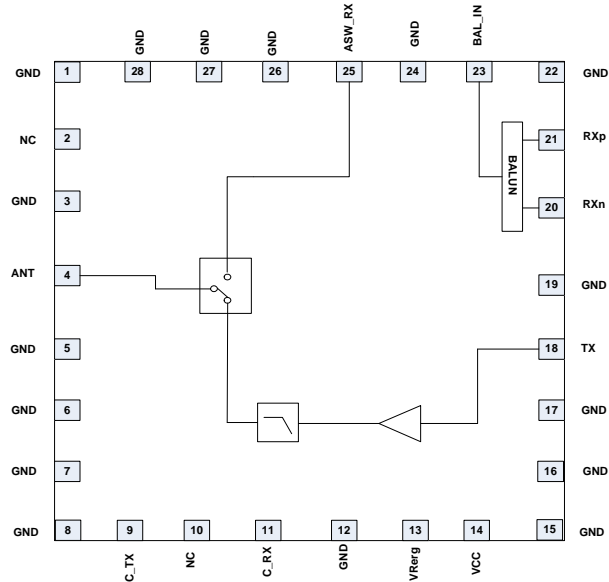 GND
GND
GND
ASW_RX
GND
BAL_IN
GND 1
28
27
26
25
24
23
22 GND
NC 2
21 RXp
BALUN
GND 3
20 RXn
ANT 4
19 GND
GND 5
18 TX
GND 6
17 GND
GND 7
16 GND
GND 8
9
10
11
12
13
14
15 GND
C_TX
NC
C_RX
GND
VRerg
VCC